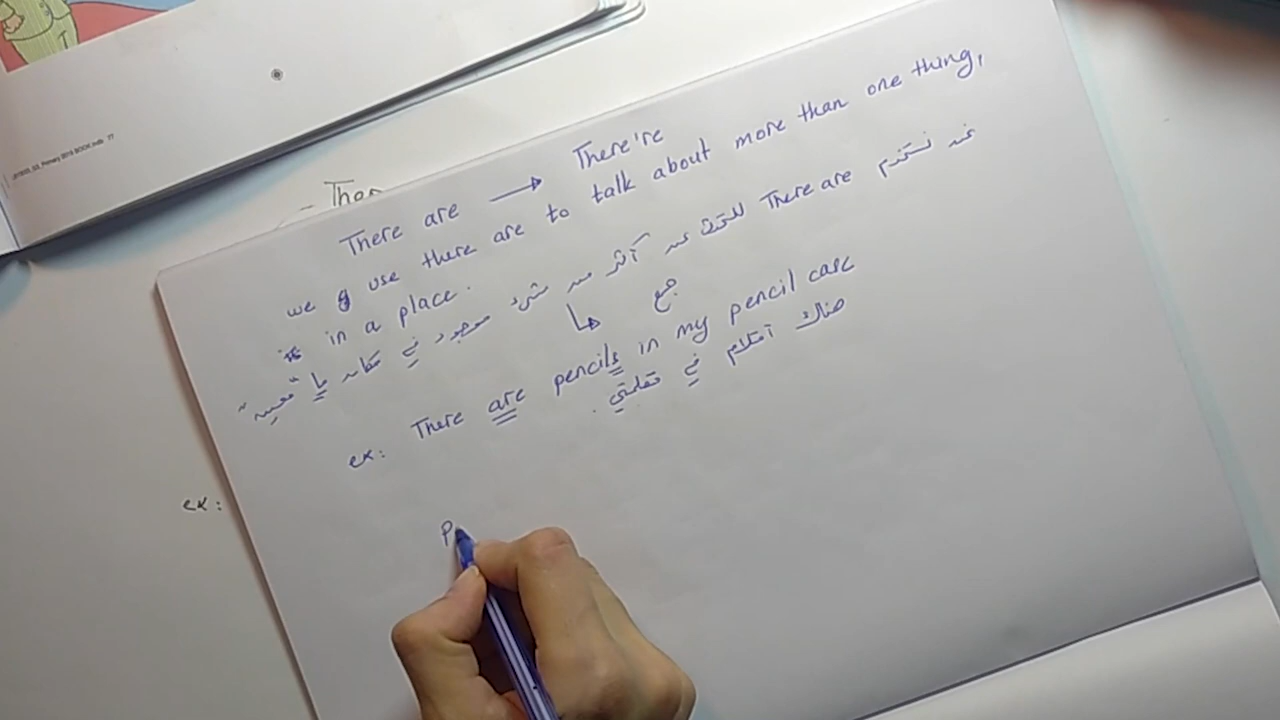 There are → There're
we use there are to talk about more than one thing,
in a place.
نحن نستخدم There are للتحدث عن أكثر من شيء موجود في مكان ما "معين"
جمع
ex: There are pencils in my pencil case
هناك أقلام في مقلمتي.
P
Ther
ex: